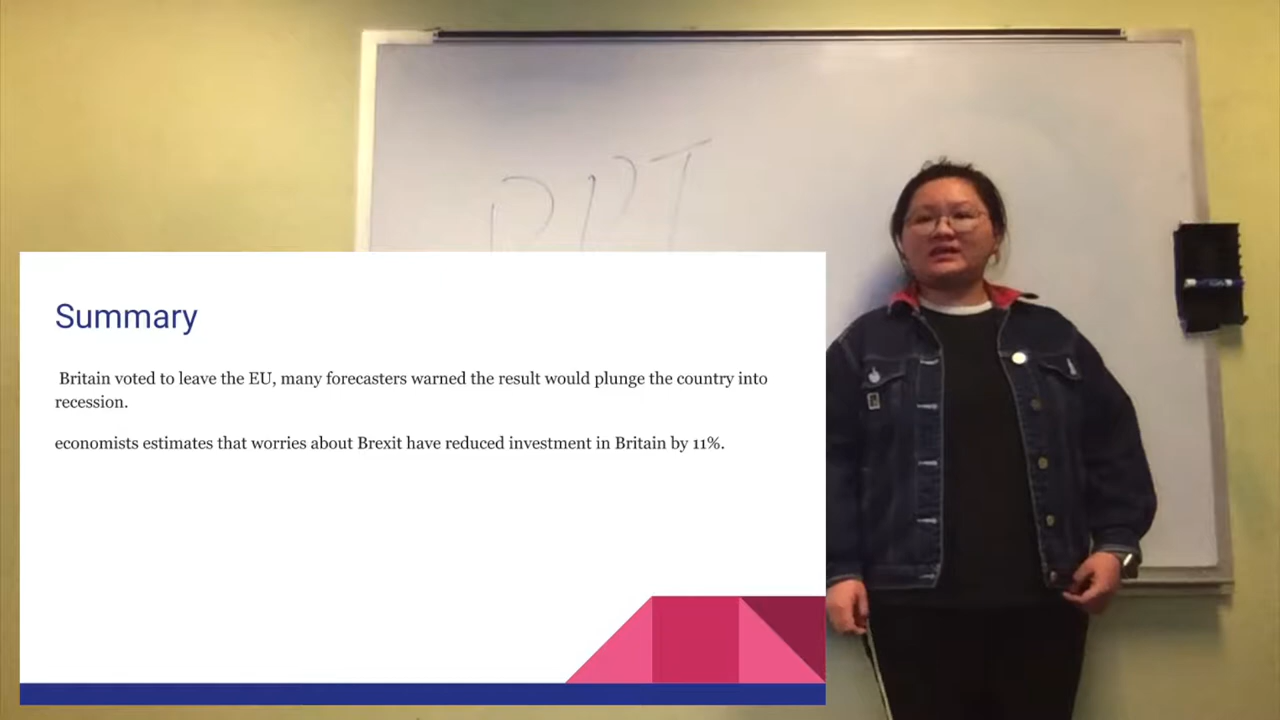 PPT
Summary
Britain voted to leave the EU, many forecasters warned the result would plunge the country into
recession.
economists estimates that worries about Brexit have reduced investment in Britain by 11%.